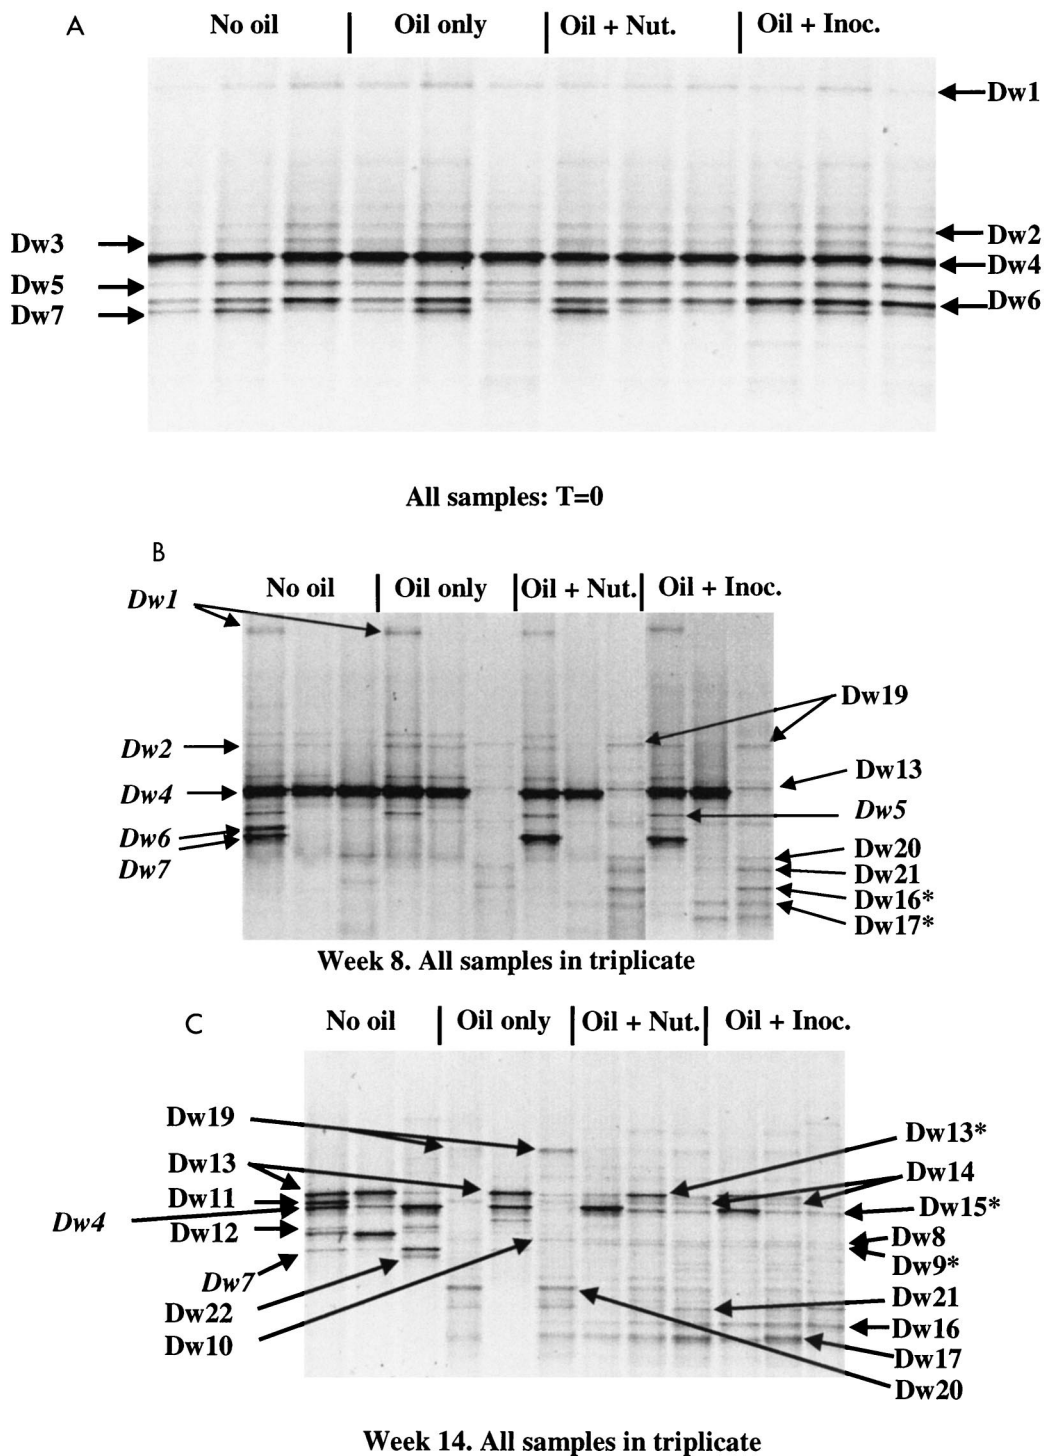 A
No oil | Oil only | Oil + Nut. | Oil + Inoc.
Dw1
Dw3
Dw2
Dw4
Dw5
Dw6
Dw7
All samples: T=0
B
No oil | Oil only | Oil + Nut. | Oil + Inoc.
Dw1
Dw19
Dw2
Dw13
Dw4
Dw5
Dw6
Dw20
Dw7
Dw21
Dw16*
Dw17*
Week 8. All samples in triplicate
C
No oil | Oil only | Oil + Nut. | Oil + Inoc.
Dw19
Dw13*
Dw13
Dw14
Dw11
Dw15*
Dw4
Dw12
Dw8
Dw9*
Dw7
Dw21
Dw22
Dw16
Dw10
Dw17
Dw20
Week 14. All samples in triplicate